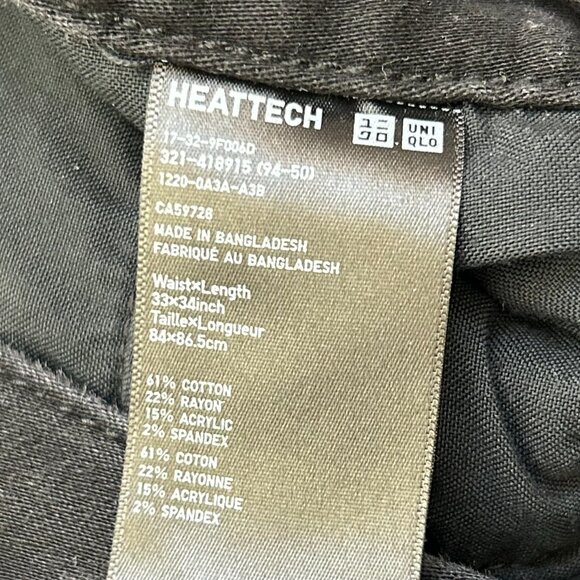 HEATTECH
ユニ
クロ
UNI
QLO
17-32-9F006D
321-418915 (94-50)
1220-0A3A-A3B
CA59728
MADE IN BANGLADESH
FABRIQUÉ AU BANGLADESH
Waist×Length
33×34inch
Taille×Longueur
84×86.5cm
61% COTTON
22% RAYON
15% ACRYLIC
2% SPANDEX
61% COTON
22% RAYONNE
15% ACRYLIQUE
2% SPANDEX